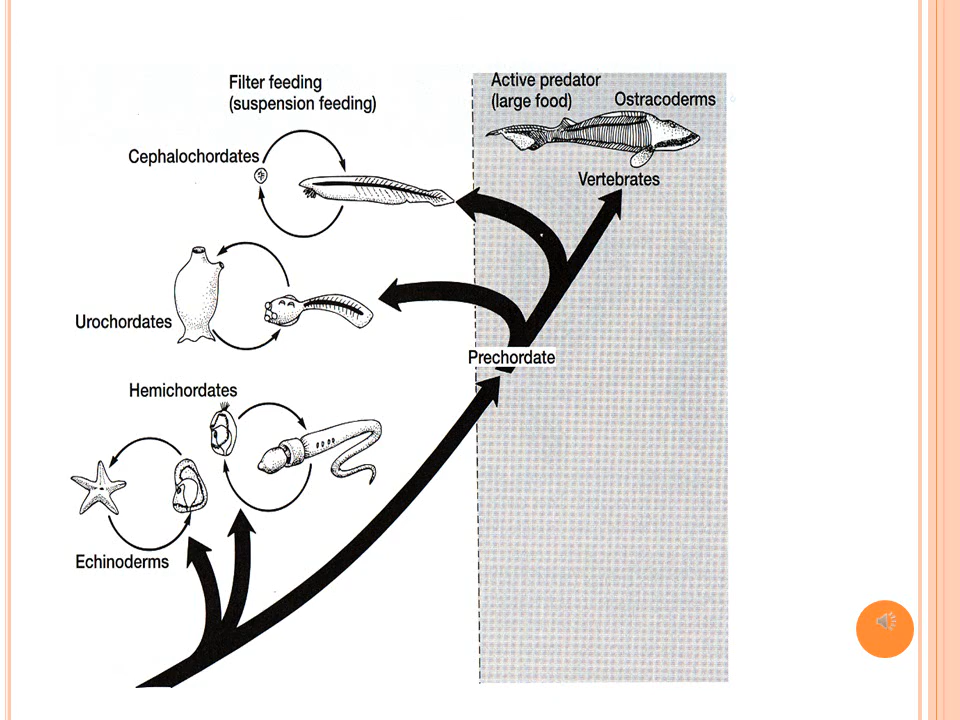 Filter feeding
(suspension feeding)
Active predator
(large food)
Ostracoderms
Cephalochordates
Vertebrates
Urochordates
Prechordate
Hemichordates
Echinoderms